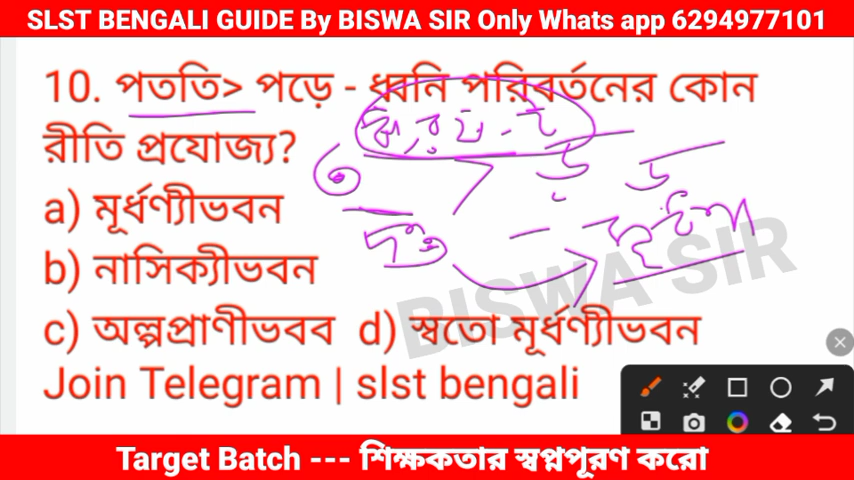 SLST BENGALI GUIDE By BISWA SIR Only Whats app 6294977101
10. পততি> পড়ে - ধ্বনি পরিবর্তনের কোন
রীতি প্রযোজ্য?
a) মূর্ধণ্যীভবন
b) নাসিক্যীভবন
c) অল্পপ্রাণীভবব d) স্বতো মূর্ধণ্যীভবন
Join Telegram | slst bengali
BISWA SIR
Target Batch --- শিক্ষকতার স্বপ্নপূরণ করো